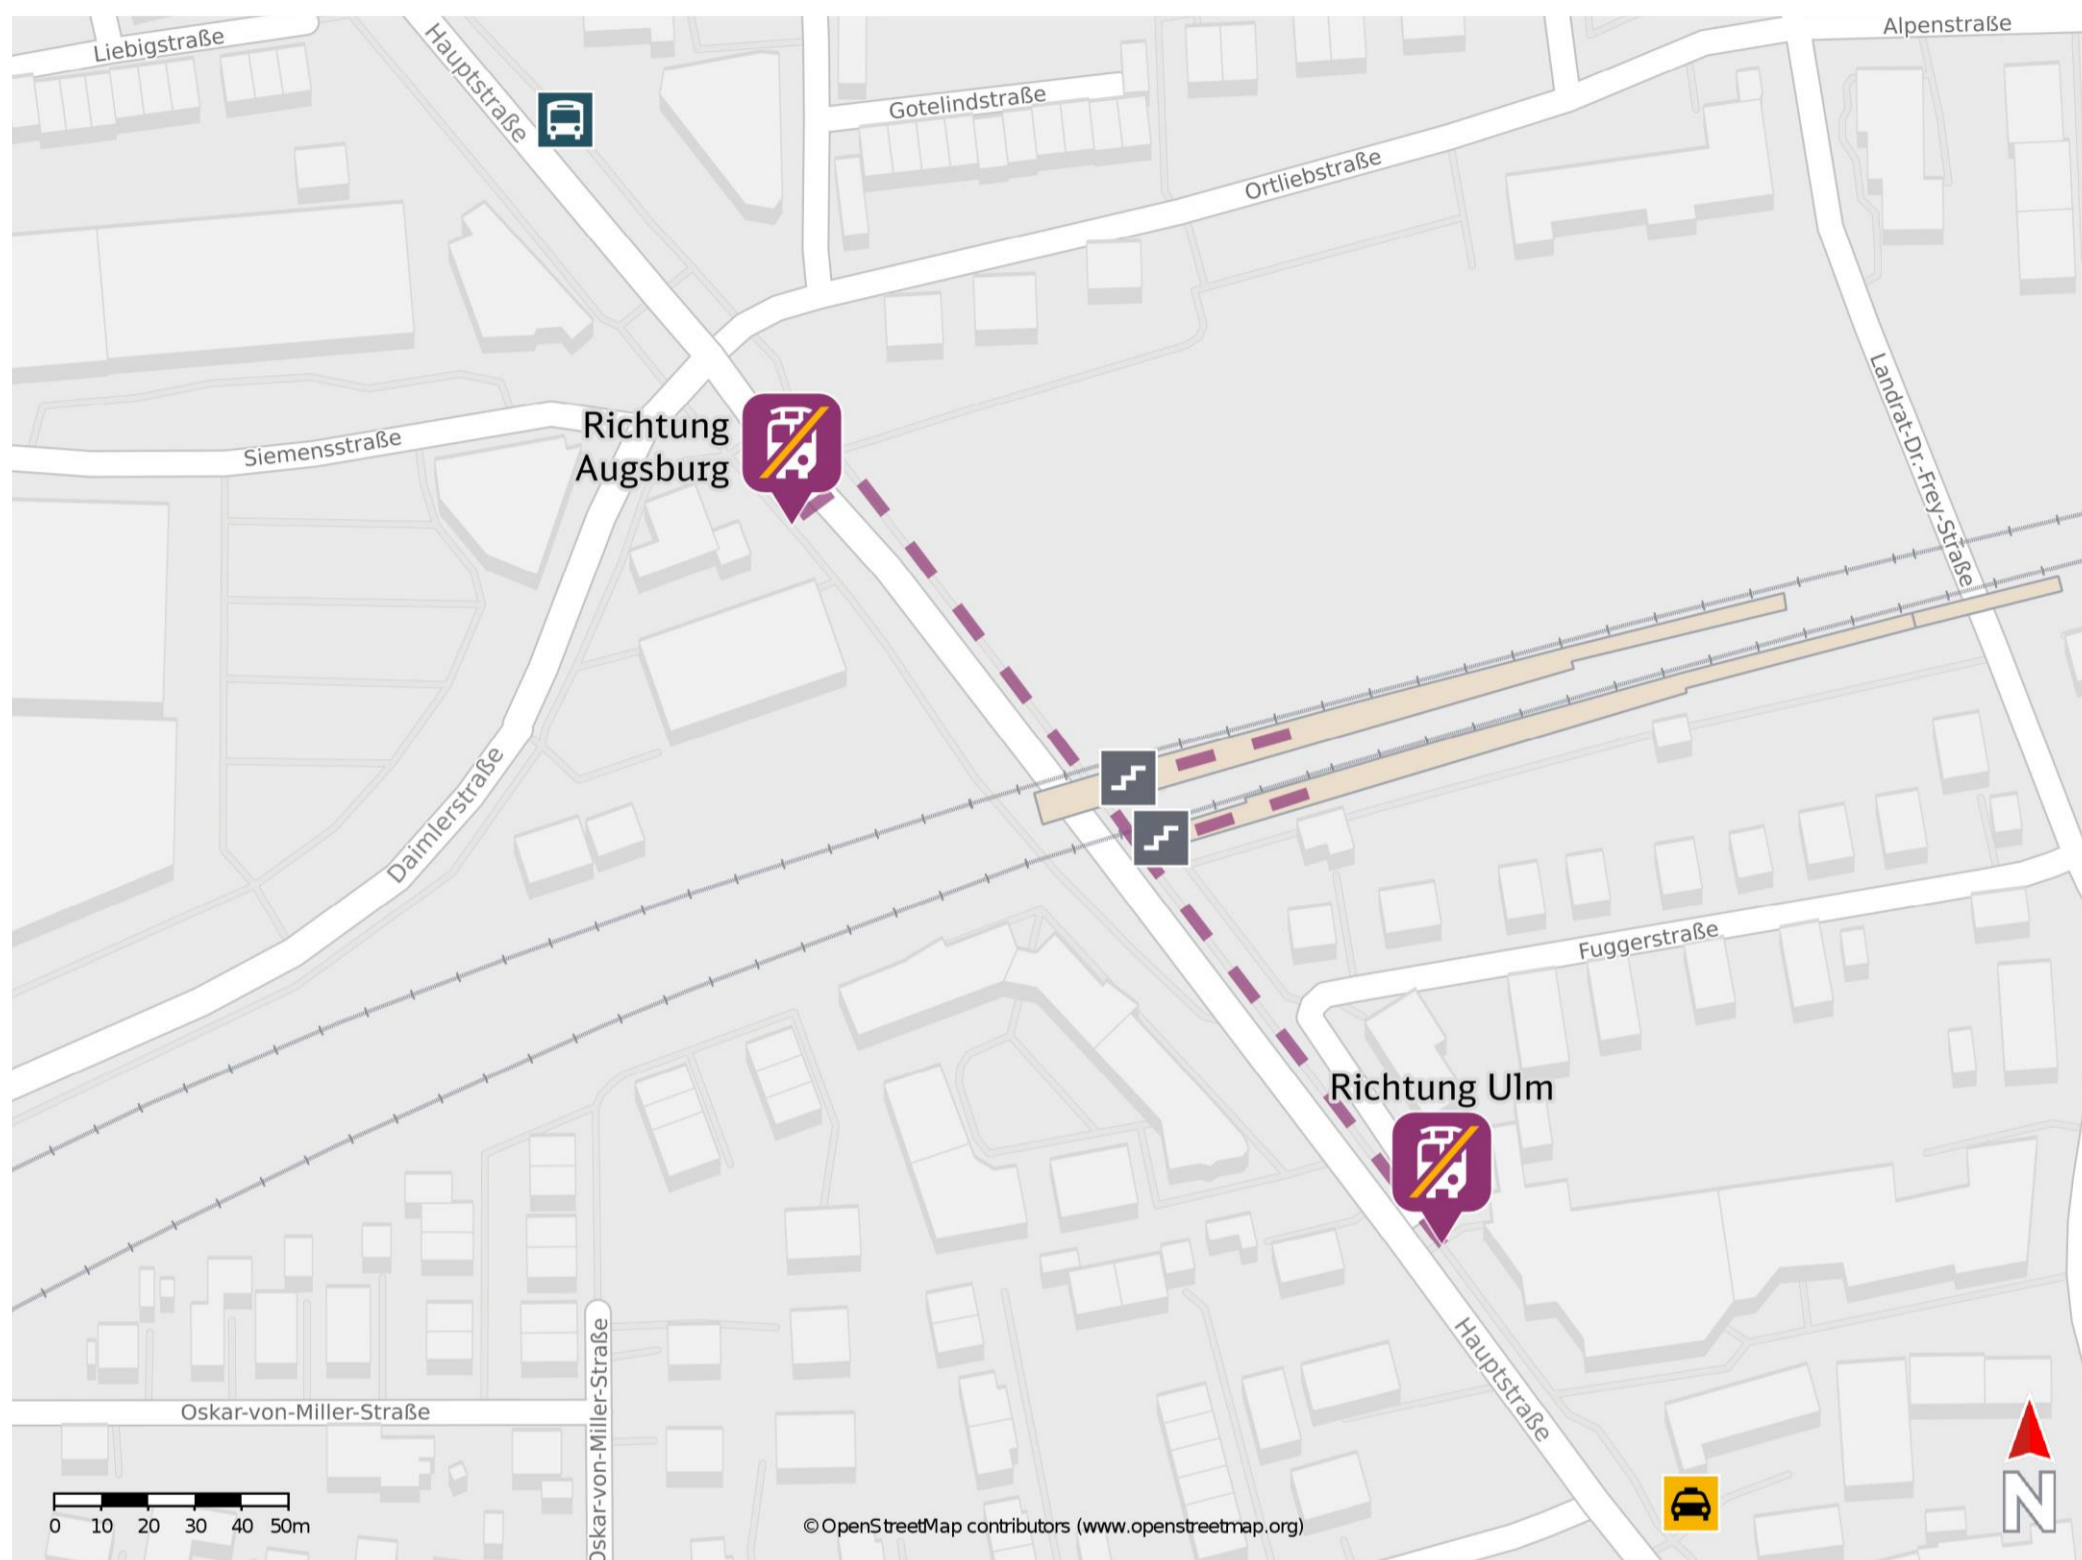 Liebigstraße
Hauptstraße
Alpenstraße
Gotelindstraße
Ortliebstraße
Richtung
Augsburg
Siemensstraße
Landrat-Dr.-Frey-Straße
Daimlerstraße
Fuggerstraße
Richtung Ulm
Hauptstraße
Oskar-von-Miller-Straße
Oskar-von-Miller-Straße
0 10 20 30 40 50m
© OpenStreetMap contributors (www.openstreetmap.org)
N